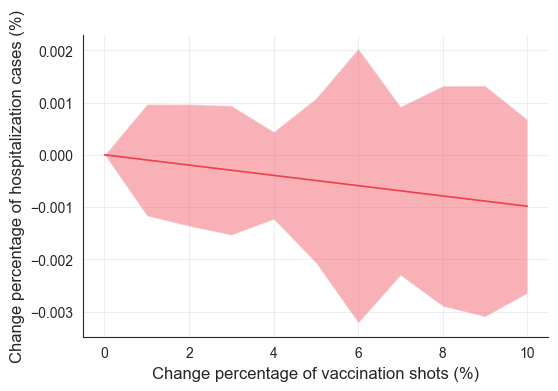 Change percentage of hospitalization cases (%)
0.002
0.001
0.000
−0.001
−0.002
−0.003
0 2 4 6 8 10
Change percentage of vaccination shots (%)